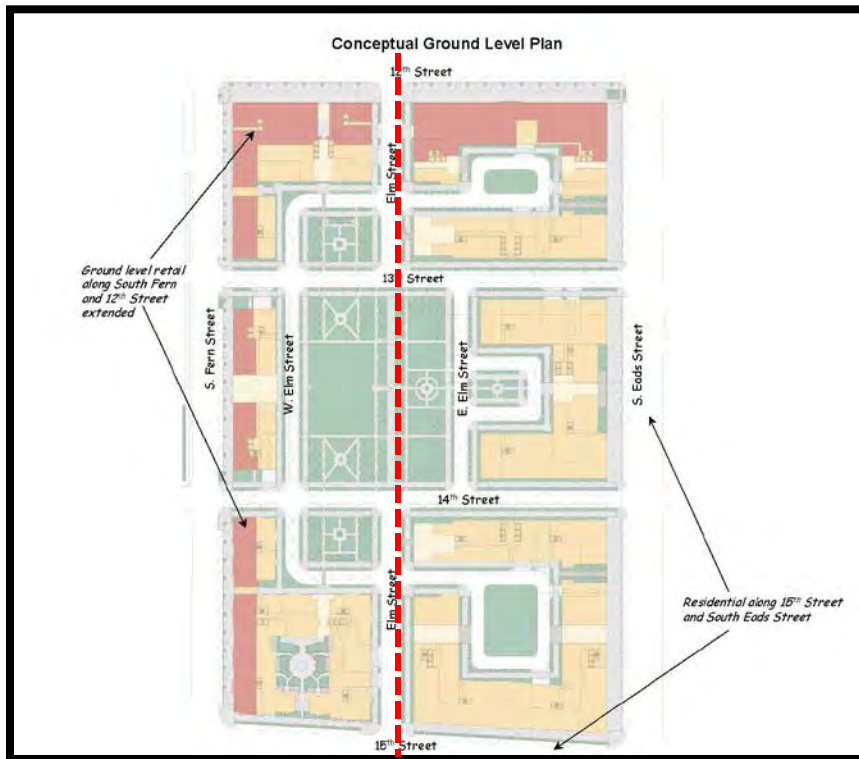 Conceptual Ground Level Plan
12th Street
Elm Street
13th Street
Ground level retail
along South Fern
and 12th Street
extended
S. Fern Street
W. Elm Street
E. Elm Street
S. Eads Street
14th Street
Elm Street
Residential along 15th Street
and South Eads Street
15th Street